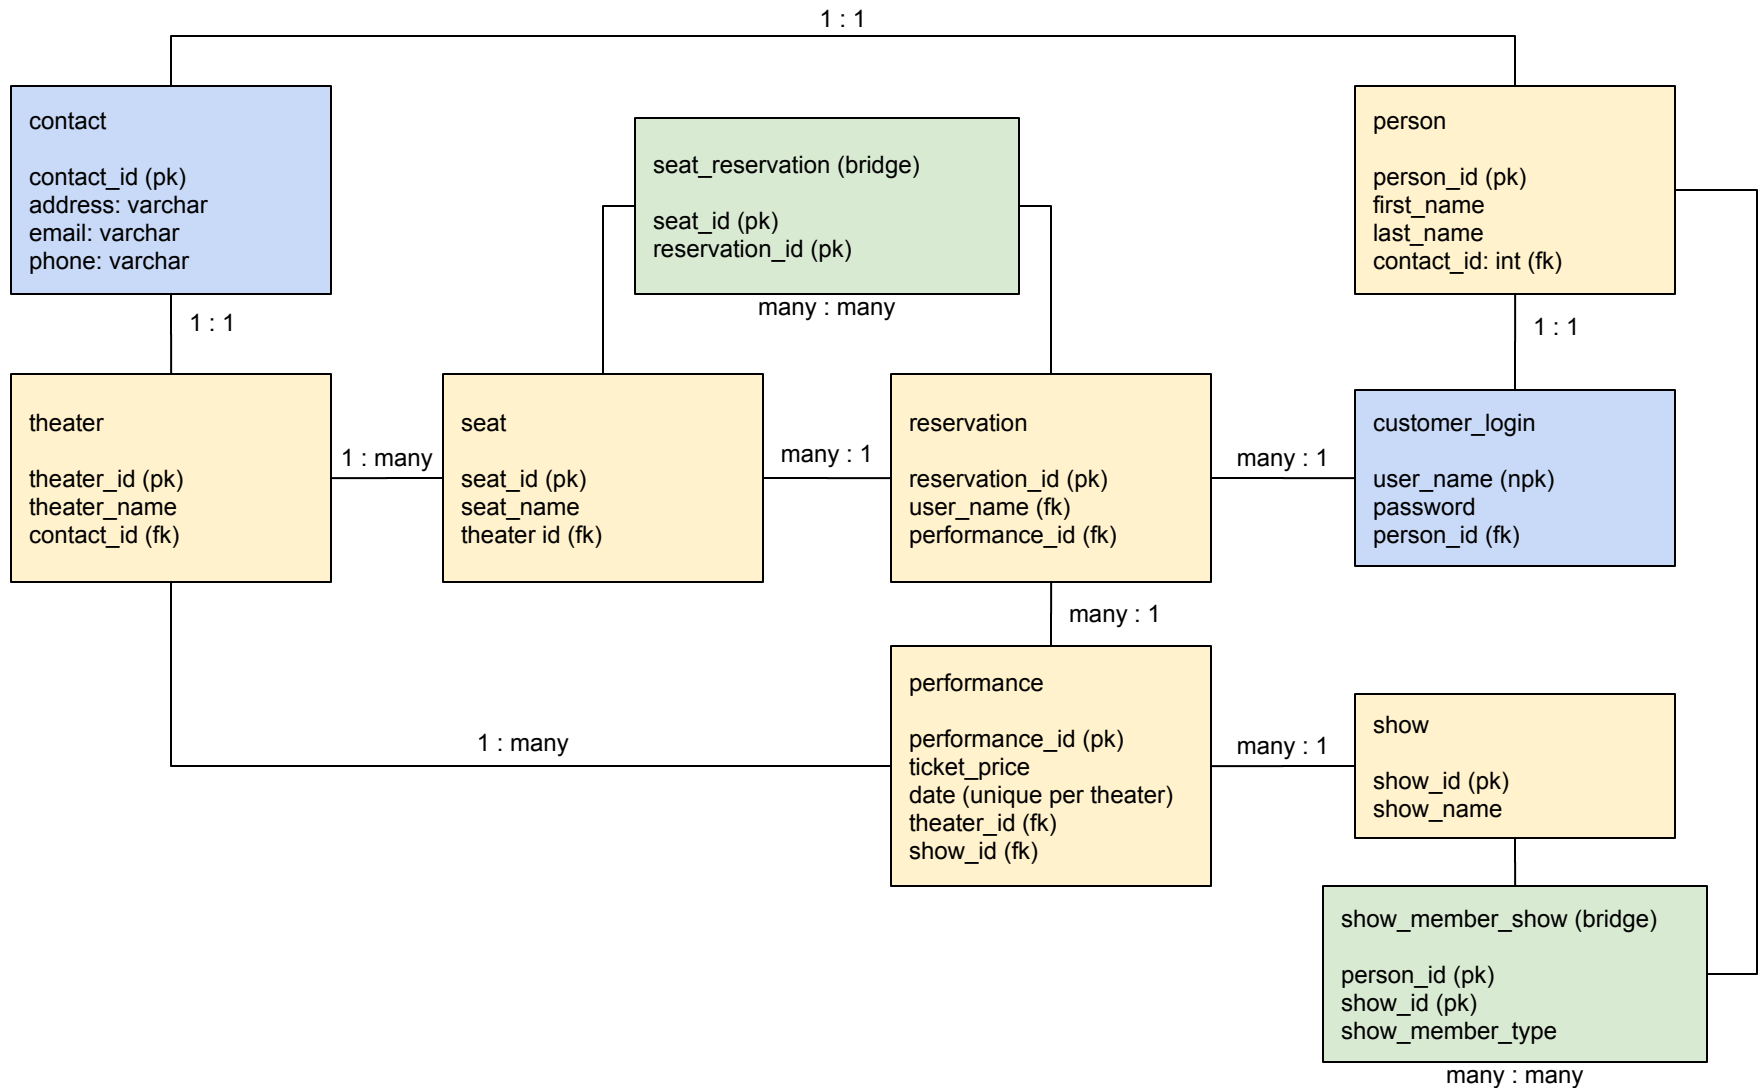 1 : 1
contact
contact_id (pk)
address: varchar
email: varchar
phone: varchar
seat_reservation (bridge)
seat_id (pk)
reservation_id (pk)
many : many
person
person_id (pk)
first_name
last_name
contact_id: int (fk)
1 : 1
1 : 1
theater
theater_id (pk)
theater_name
contact_id (fk)
1 : many
seat
seat_id (pk)
seat_name
theater id (fk)
many : 1
reservation
reservation_id (pk)
user_name (fk)
performance_id (fk)
many : 1
customer_login
user_name (npk)
password
person_id (fk)
many : 1
1 : many
performance
performance_id (pk)
ticket_price
date (unique per theater)
theater_id (fk)
show_id (fk)
many : 1
show
show_id (pk)
show_name
show_member_show (bridge)
person_id (pk)
show_id (pk)
show_member_type
many : many